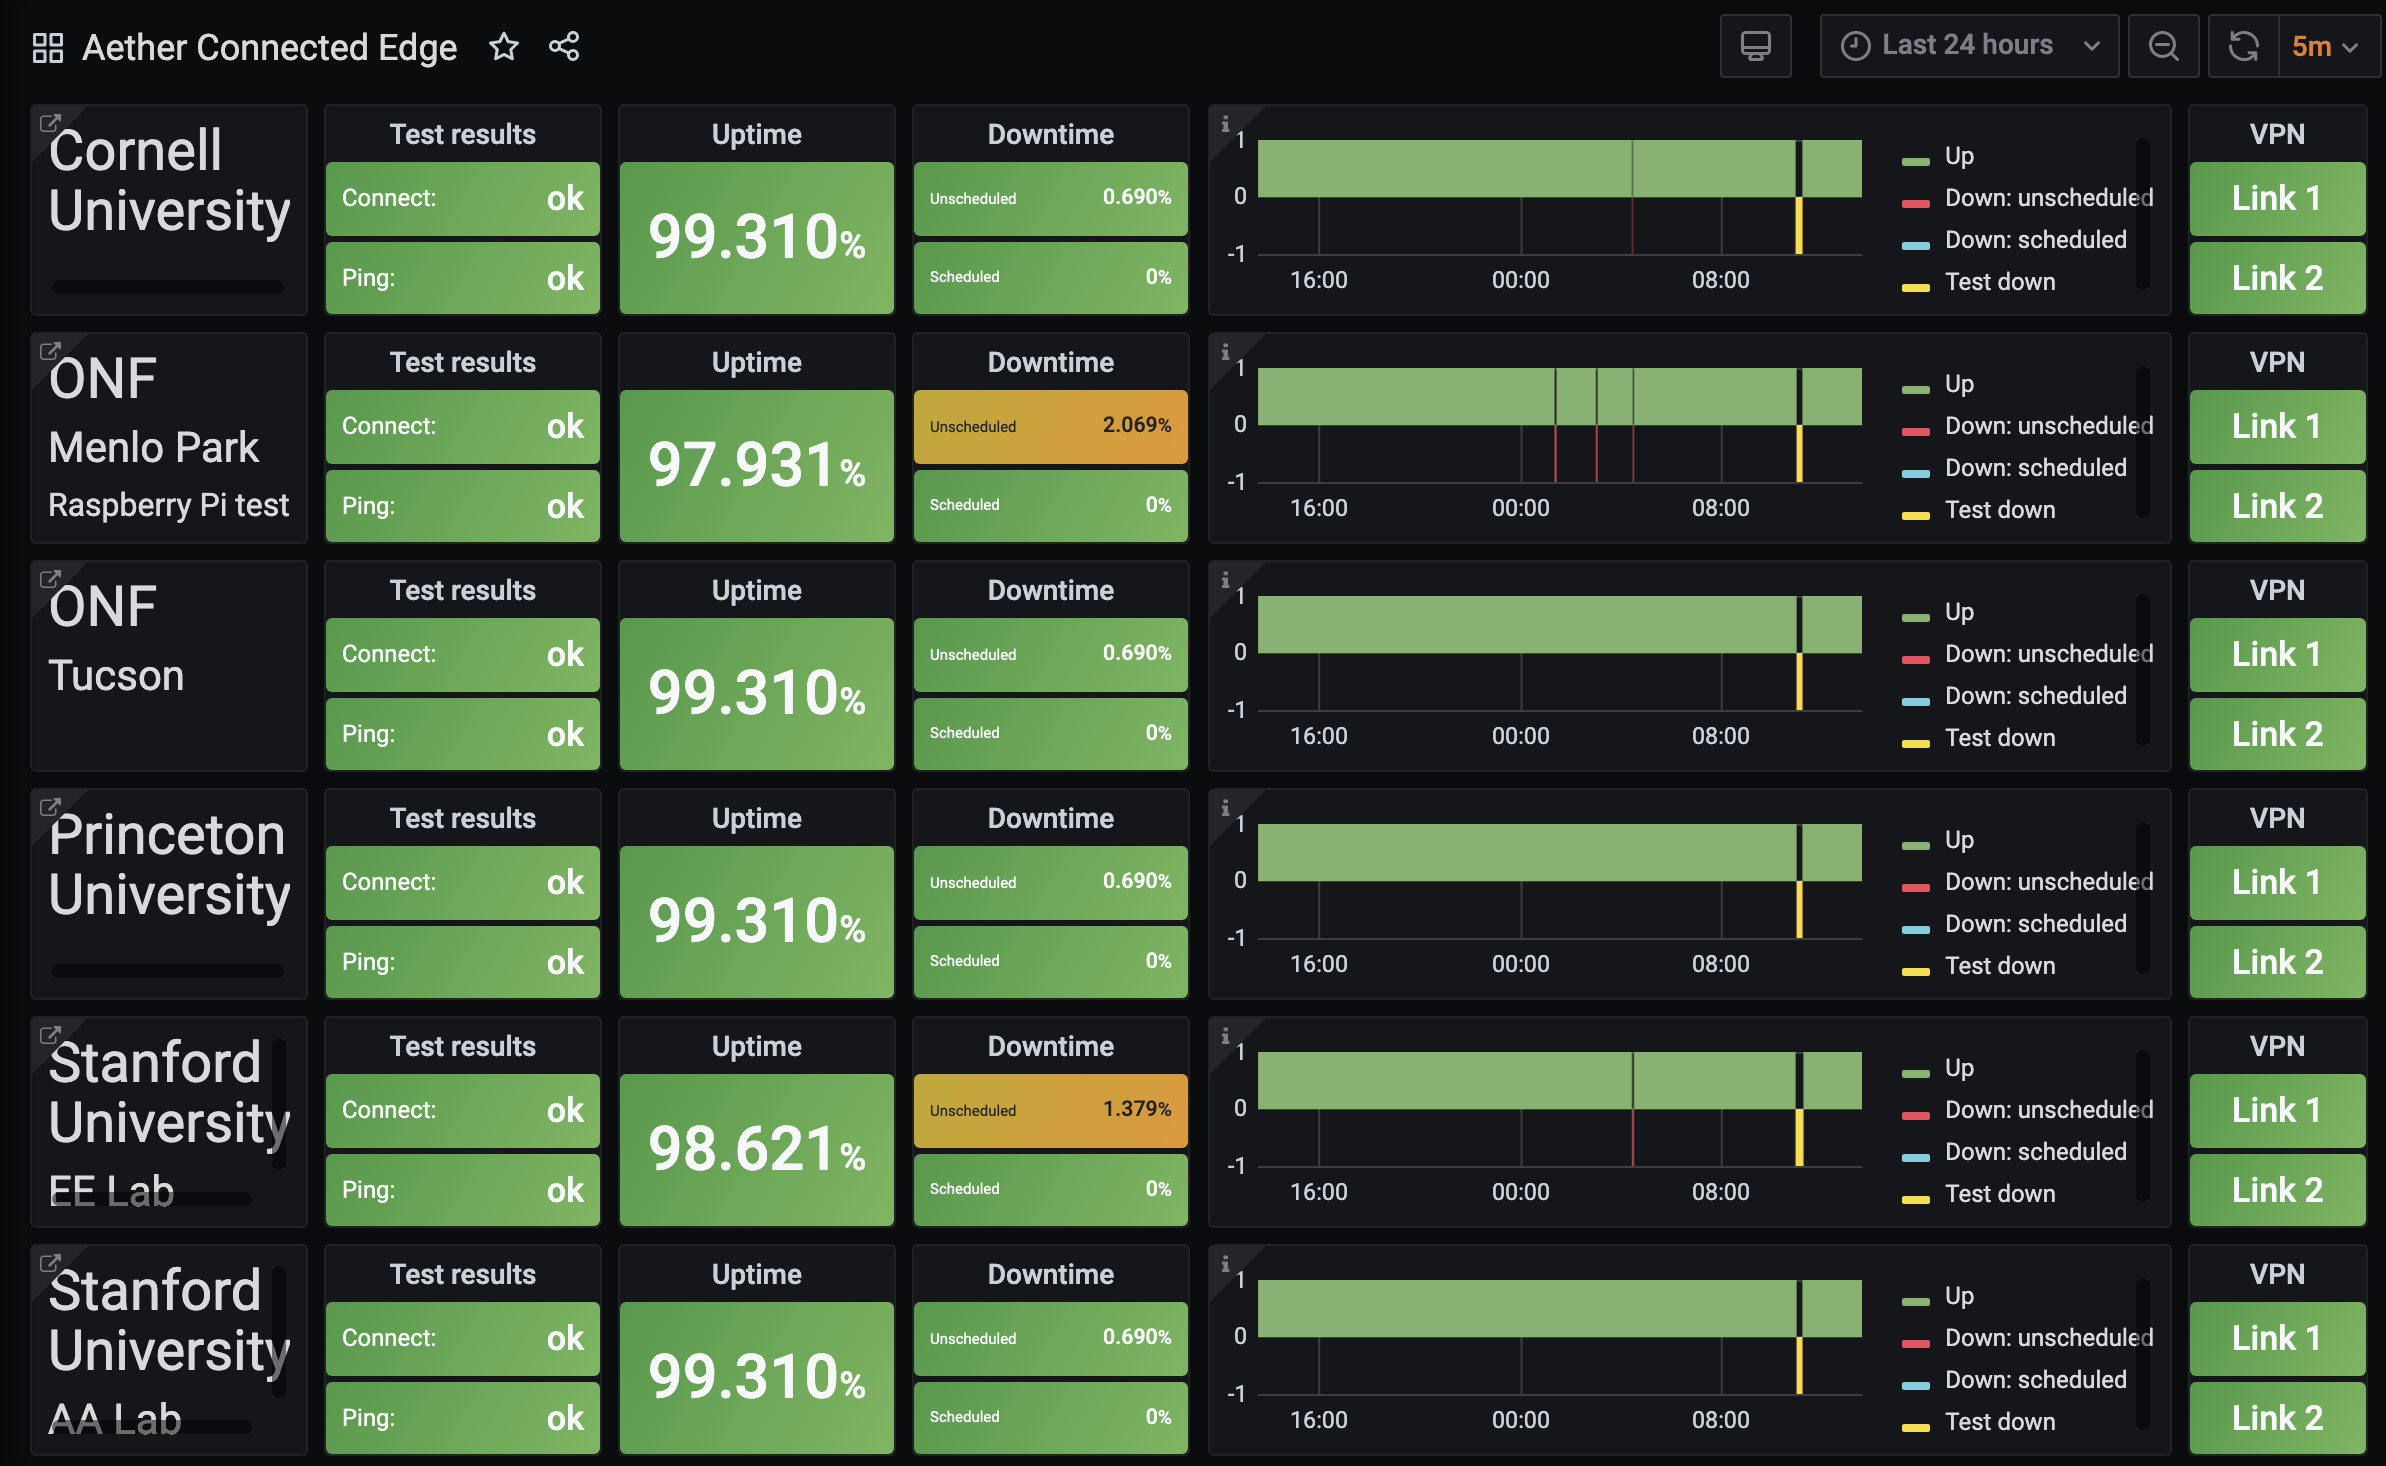 Aether Connected Edge
Last 24 hours
5m
Cornell
University
Test results
Connect: ok
Ping: ok
Uptime
99.310%
Downtime
Unscheduled 0.690%
Scheduled 0%
1
0
-1
16:00 00:00 08:00
Up
Down: unscheduled
Down: scheduled
Test down
VPN
Link 1
Link 2
ONF
Menlo Park
Raspberry Pi test
Test results
Connect: ok
Ping: ok
Uptime
97.931%
Downtime
Unscheduled 2.069%
Scheduled 0%
1
0
-1
16:00 00:00 08:00
Up
Down: unscheduled
Down: scheduled
Test down
VPN
Link 1
Link 2
ONF
Tucson
Test results
Connect: ok
Ping: ok
Uptime
99.310%
Downtime
Unscheduled 0.690%
Scheduled 0%
1
0
-1
16:00 00:00 08:00
Up
Down: unscheduled
Down: scheduled
Test down
VPN
Link 1
Link 2
Princeton
University
Test results
Connect: ok
Ping: ok
Uptime
99.310%
Downtime
Unscheduled 0.690%
Scheduled 0%
1
0
-1
16:00 00:00 08:00
Up
Down: unscheduled
Down: scheduled
Test down
VPN
Link 1
Link 2
Stanford
University
EE Lab
Test results
Connect: ok
Ping: ok
Uptime
98.621%
Downtime
Unscheduled 1.379%
Scheduled 0%
1
0
-1
16:00 00:00 08:00
Up
Down: unscheduled
Down: scheduled
Test down
VPN
Link 1
Link 2
Stanford
University
AA Lab
Test results
Connect: ok
Ping: ok
Uptime
99.310%
Downtime
Unscheduled 0.690%
Scheduled 0%
1
0
-1
16:00 00:00 08:00
Up
Down: unscheduled
Down: scheduled
Test down
VPN
Link 1
Link 2